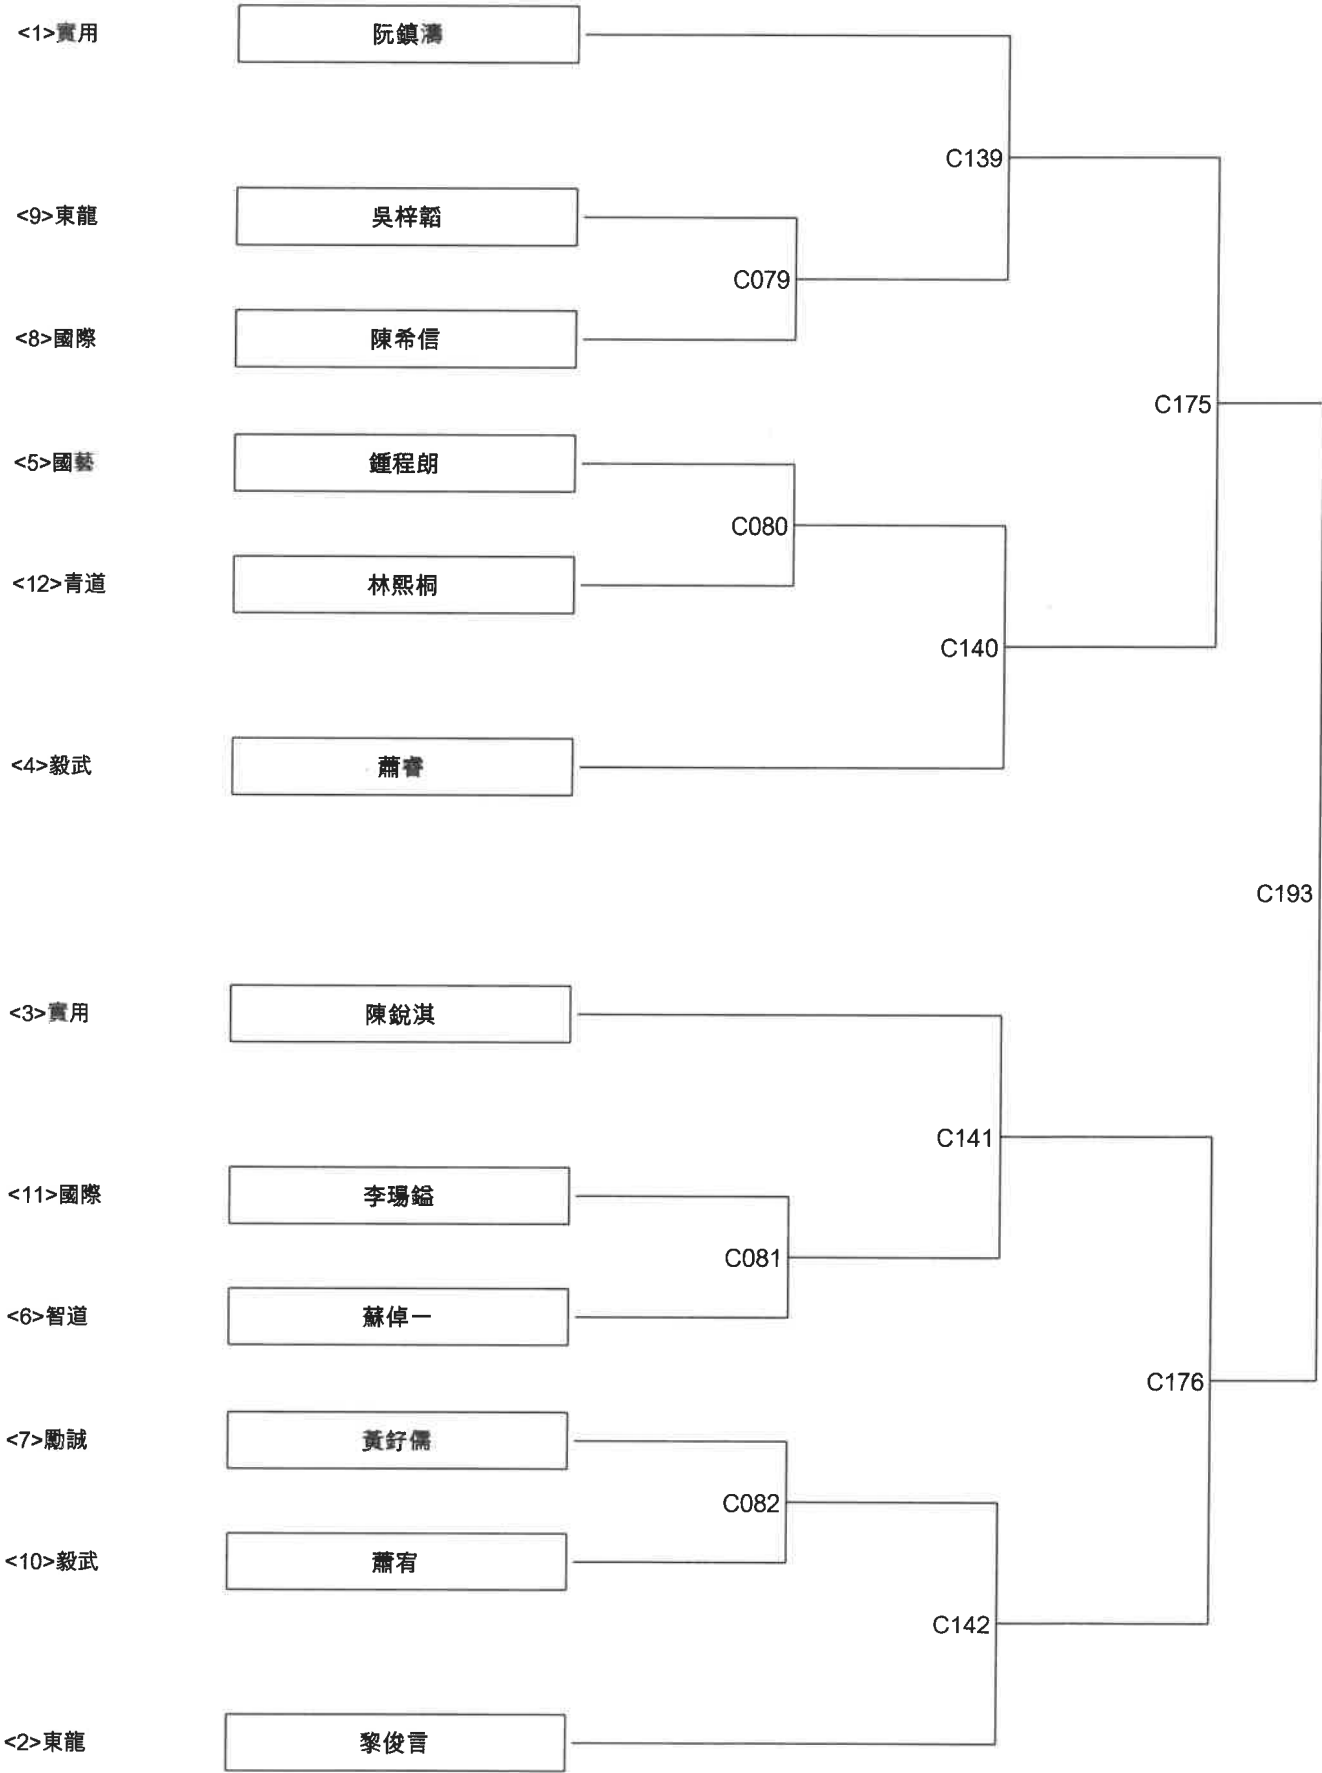 <1>實用 阮鎮濤
C139
<9>東龍 吳梓韜
C079
<8>國際 陳希信
C175
<5>國藝 鍾程朗
C080
<12>青道 林熙桐
C140
<4>毅武 蕭睿
C193
<3>實用 陳銳淇
C141
<11>國際 李瑒鎰
C081
<6>智道 蘇倬一
C176
<7>勵誠 黃釨儒
C082
<10>毅武 蕭宥
C142
<2>東龍 黎俊言